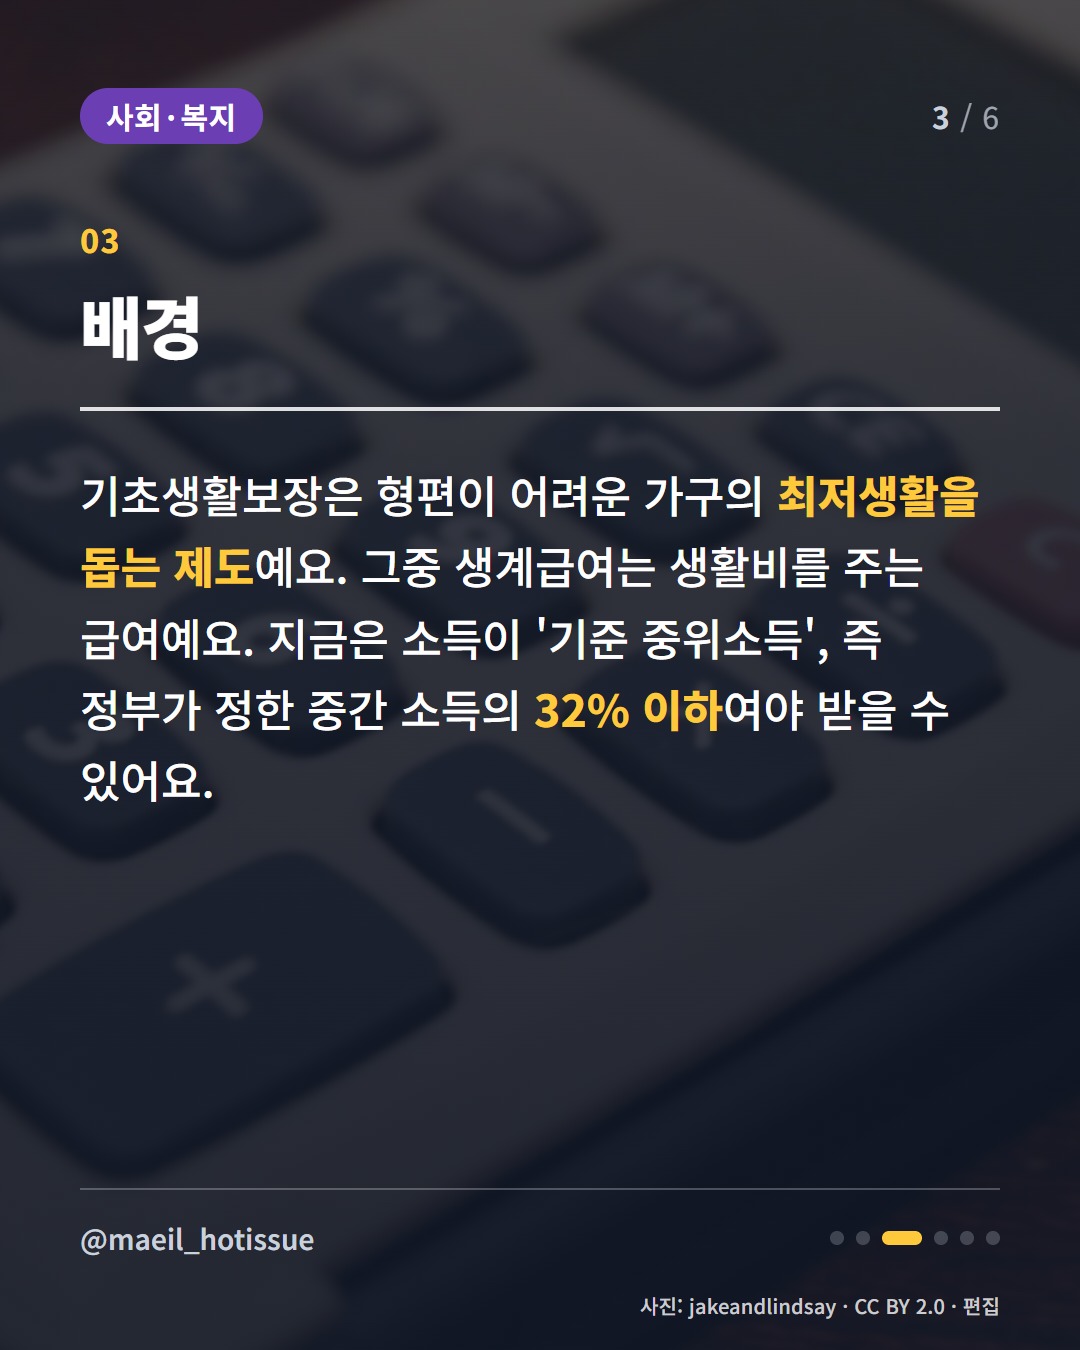 사회·복지
3 / 6
03
배경
기초생활보장은 형편이 어려운 가구의 최저생활을
돕는 제도예요. 그중 생계급여는 생활비를 주는
급여예요. 지금은 소득이 '기준 중위소득', 즉
정부가 정한 중간 소득의 32% 이하여야 받을 수
있어요.
@maeil_hotissue
사진: jakeandlindsay · CC BY 2.0 · 편집